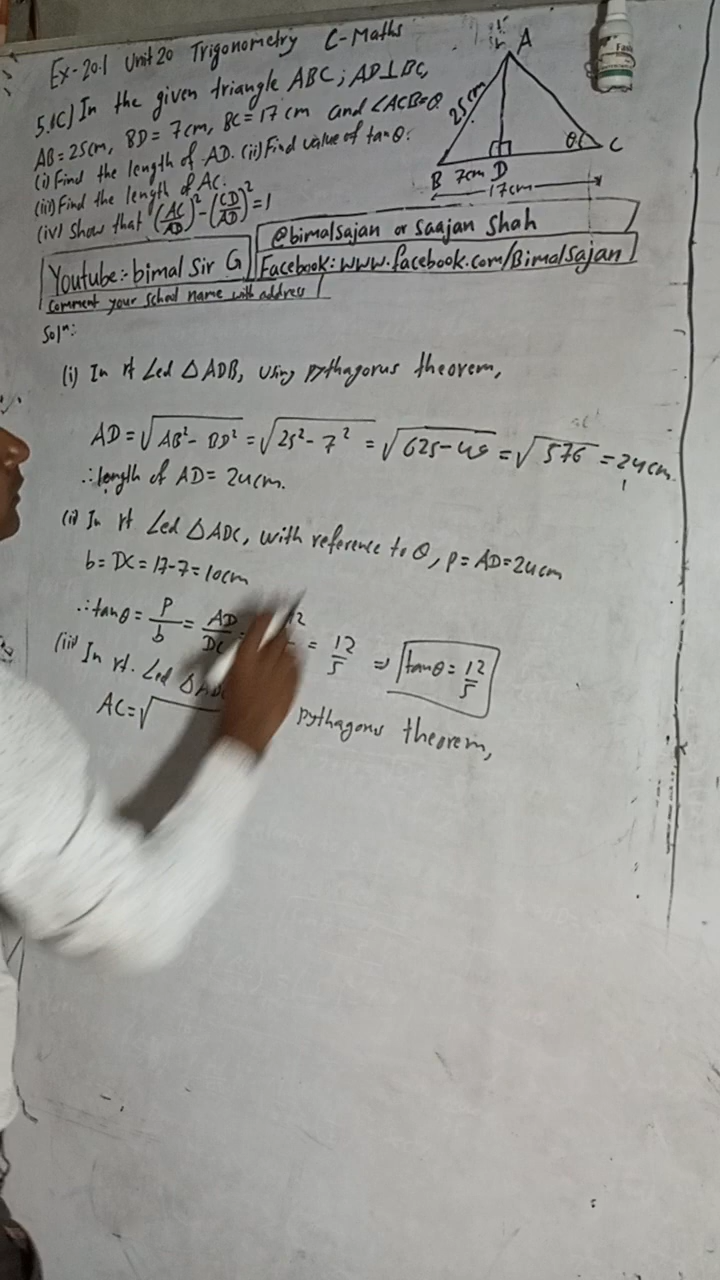 Ex-20.1 Unit 20 Trigonometry C-Maths
5.(C) In the given triangle ABC; AD⊥BC,
AB=25cm, BD=7cm, BC=17cm and ∠ACB=θ
(i) Find the length of AD. (ii) Find value of tanθ.
(iii) Find the length of AC.
(iv) Show that (AC/AD)²-(CD/AD)²=1
A
25cm
θ
B 7cm D
C
17cm
@bimalsajan or Saajan Shah
Youtube:- bimal Sir G
Facebook: www.facebook.com/BimalSajan
Comment your school name with address
Solⁿ:
(i) In rt ∠ed △ADB, using pythagorus theorem,
AD=√AB²-BD² =√25²-7² =√625-49 =√576 =24cm.
∴length of AD=24cm.
(ii) In rt ∠ed △ADC, with reference to θ, p=AD=24cm
b=DC=17-7=10cm
∴tanθ= p/b = AD/DC = 12 = 12/5 ⇒ tanθ=12/5
(iii) In rt. ∠ed △ADC pythagorus theorem,
AC=√
Fast